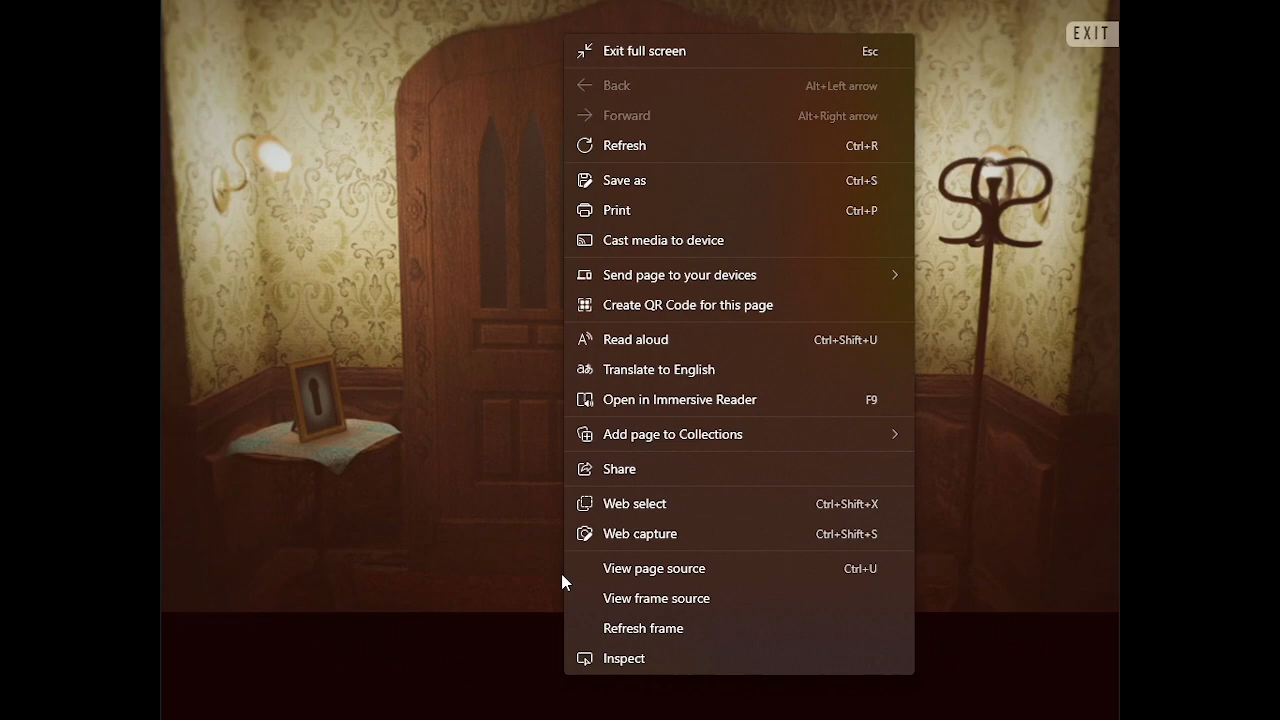 EXIT
Exit full screen Esc
Back Alt+Left arrow
Forward Alt+Right arrow
Refresh Ctrl+R
Save as Ctrl+S
Print Ctrl+P
Cast media to device
Send page to your devices
Create QR Code for this page
Read aloud Ctrl+Shift+U
Translate to English
Open in Immersive Reader F9
Add page to Collections
Share
Web select Ctrl+Shift+X
Web capture Ctrl+Shift+S
View page source Ctrl+U
View frame source
Refresh frame
Inspect